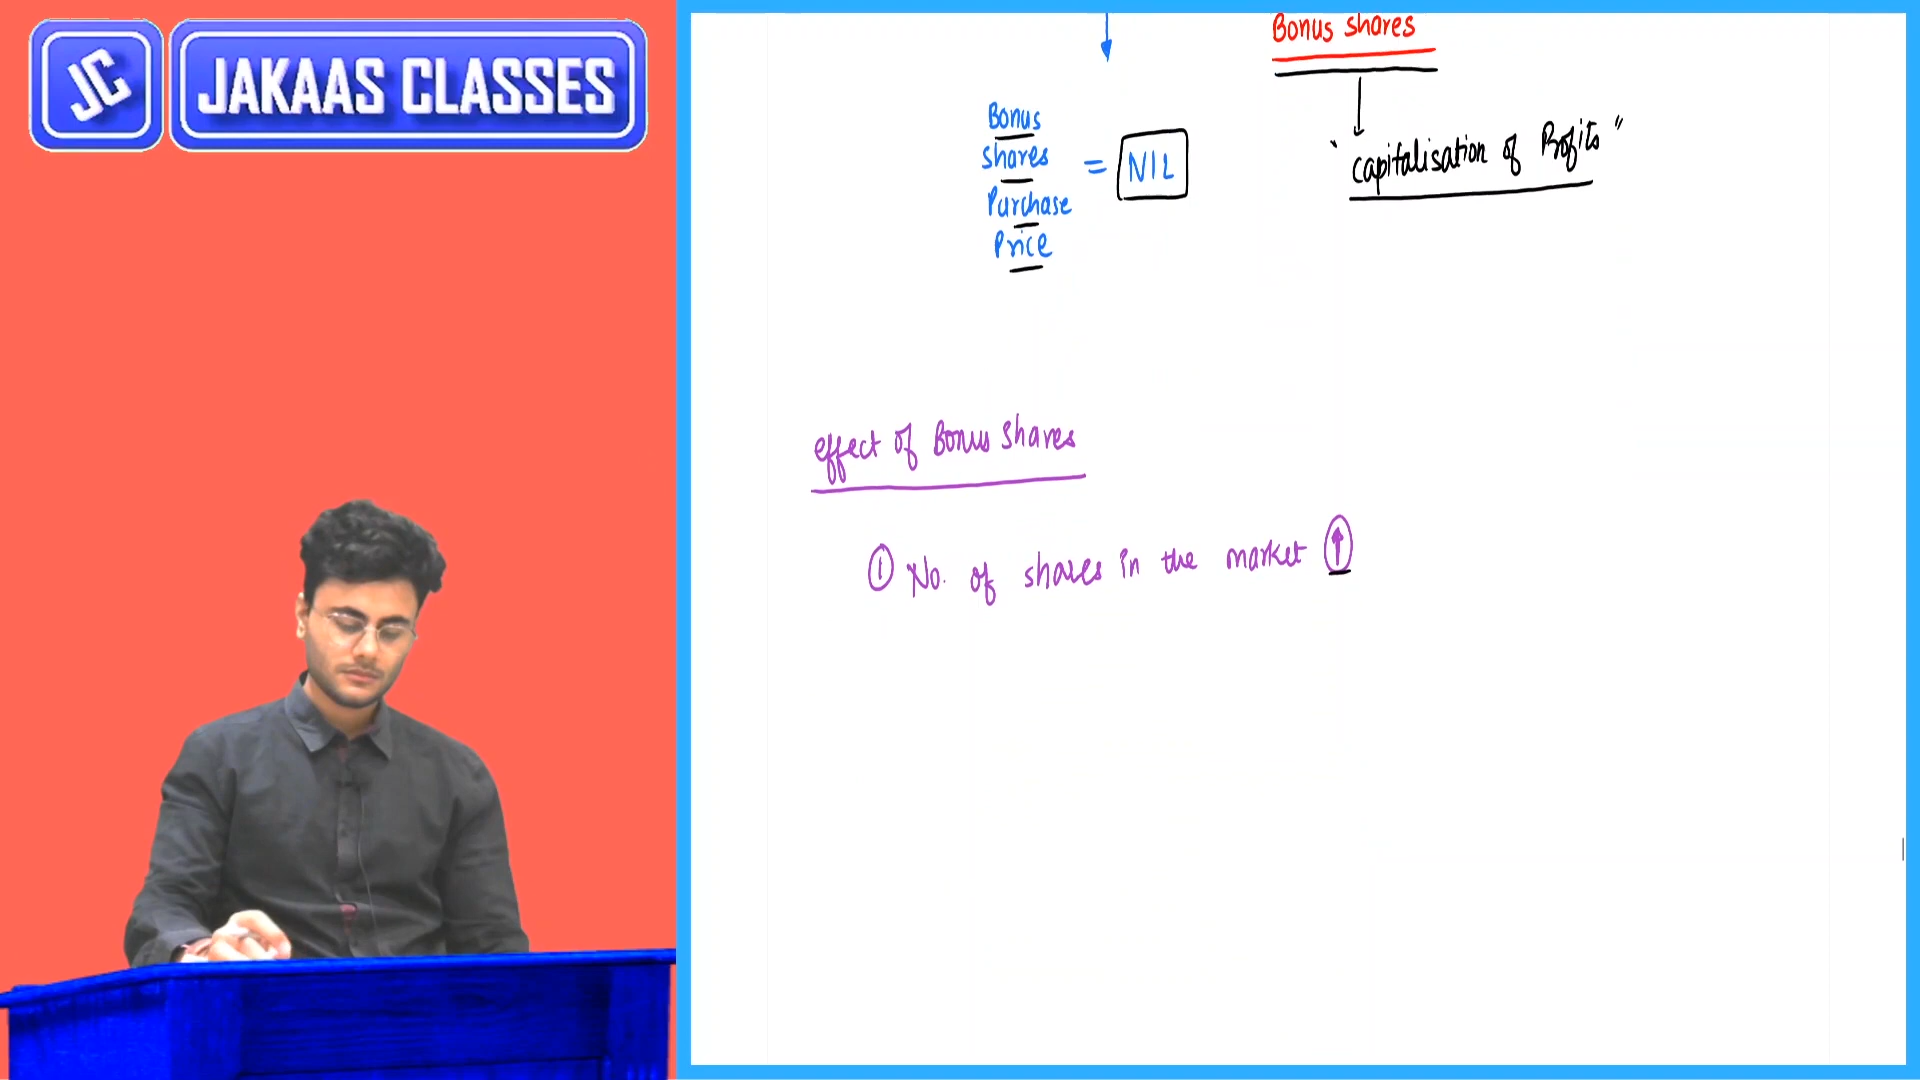 JC
JAKAAS CLASSES
Bonus shares
Bonus
shares
Purchase
Price
= NIL
"capitalisation of Profits"
effect of Bonus shares
① No. of shares in the market ↑